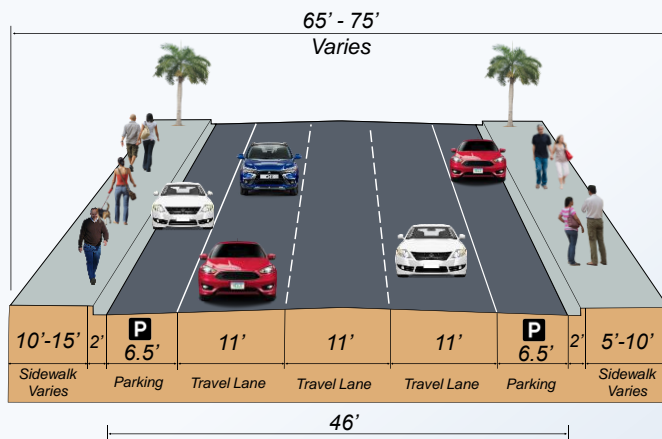 65' - 75'
Varies
10'-15' 2' P 6.5' 11' 11' 11' P 6.5' 2' 5'-10'
Sidewalk Varies Parking Travel Lane Travel Lane Travel Lane Parking Sidewalk Varies
46'